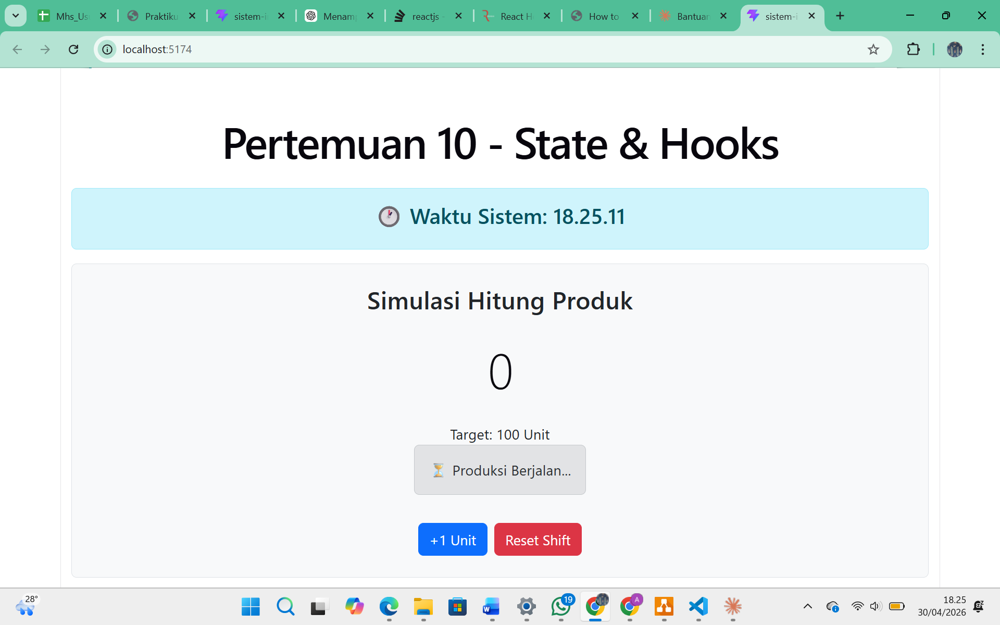 Mhs_Us
Praktiku
sistem-i
Menamp
reactjs -
React H
How to
Bantuan
sistem-i
localhost:5174
Pertemuan 10 - State & Hooks
Waktu Sistem: 18.25.11
Simulasi Hitung Produk
0
Target: 100 Unit
Produksi Berjalan...
+1 Unit
Reset Shift
28°
19
A
18.25
30/04/2026